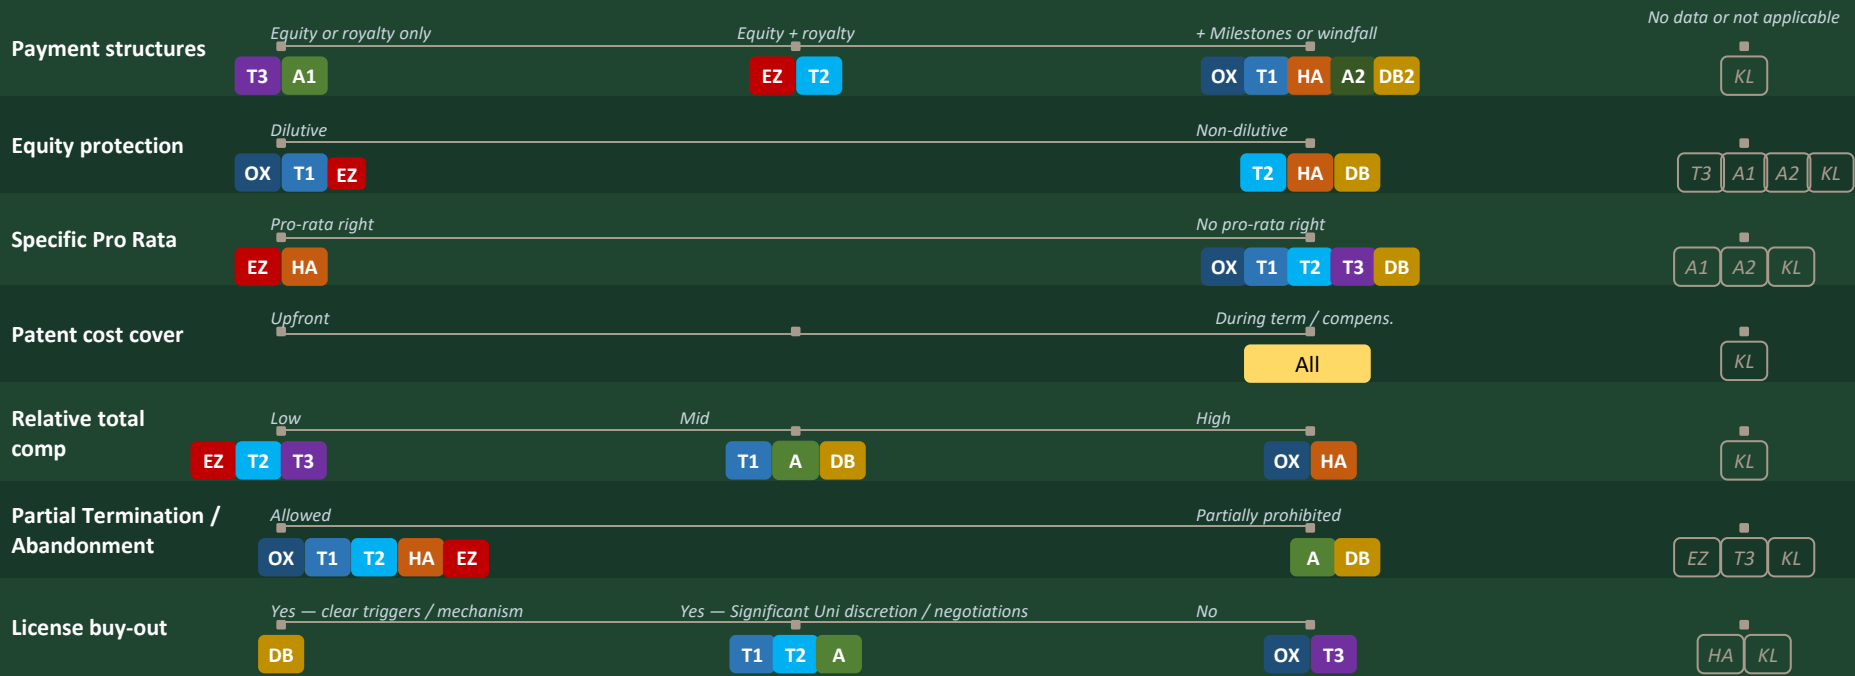 No data or not applicable
Payment structures
Equity or royalty only
Equity + royalty
+ Milestones or windfall
T3 A1
EZ T2
OX T1 HA A2 DB2
KL
Equity protection
Dilutive
Non-dilutive
OX T1 EZ
T2 HA DB
T3 A1 A2 KL
Specific Pro Rata
Pro-rata right
No pro-rata right
EZ HA
OX T1 T2 T3 DB
A1 A2 KL
Patent cost cover
Upfront
During term / compens.
All
KL
Relative total
comp
Low
Mid
High
EZ T2 T3
T1 A DB
OX HA
KL
Partial Termination /
Abandonment
Allowed
Partially prohibited
OX T1 T2 HA EZ
A DB
EZ T3 KL
License buy-out
Yes — clear triggers / mechanism
Yes — Significant Uni discretion / negotiations
No
DB
T1 T2 A
OX T3
HA KL